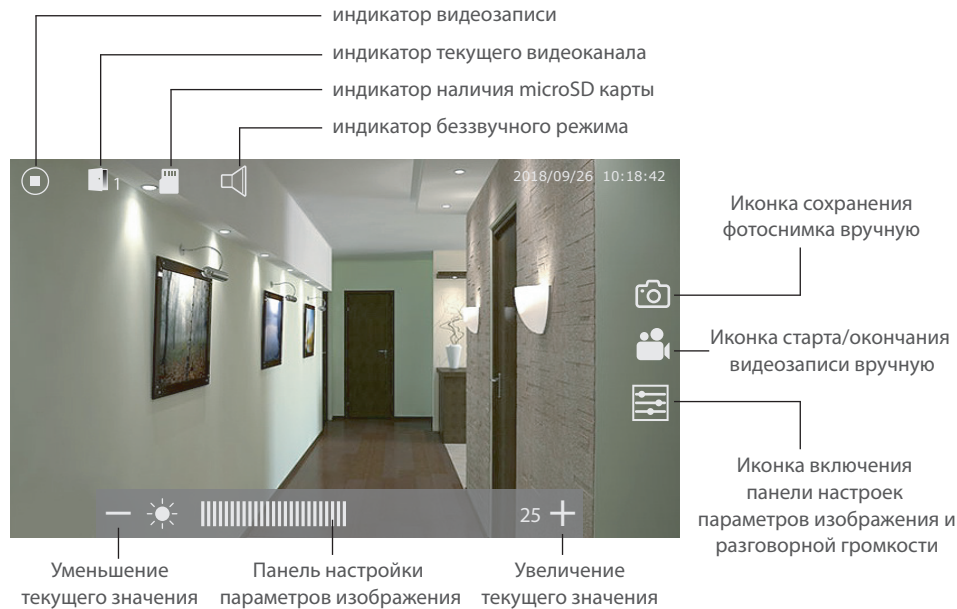 индикатор видеозаписи
индикатор текущего видеоканала
индикатор наличия microSD карты
индикатор беззвучного режима
1
2018/09/26 10:18:42
Иконка сохранения
фотоснимка вручную
Иконка старта/окончания
видеозаписи вручную
Иконка включения
панели настроек
параметров изображения и
разговорной громкости
25
Уменьшение
текущего значения
Панель настройки
параметров изображения
Увеличение
текущего значения